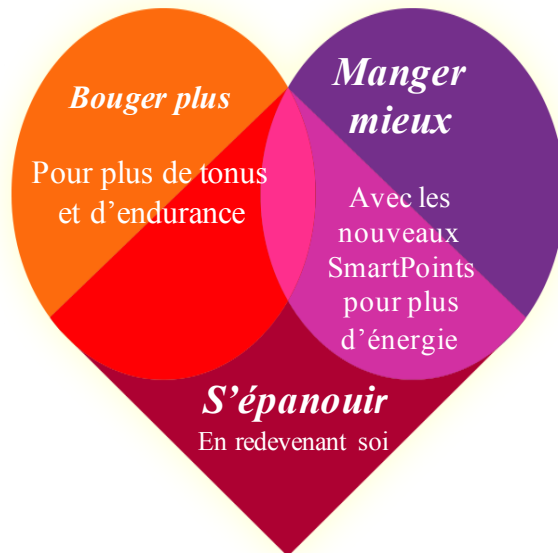 Bouger plus
Pour plus de tonus
et d’endurance
Manger
mieux
Avec les
nouveaux
SmartPoints
pour plus
d’énergie
S’épanouir
En redevenant soi